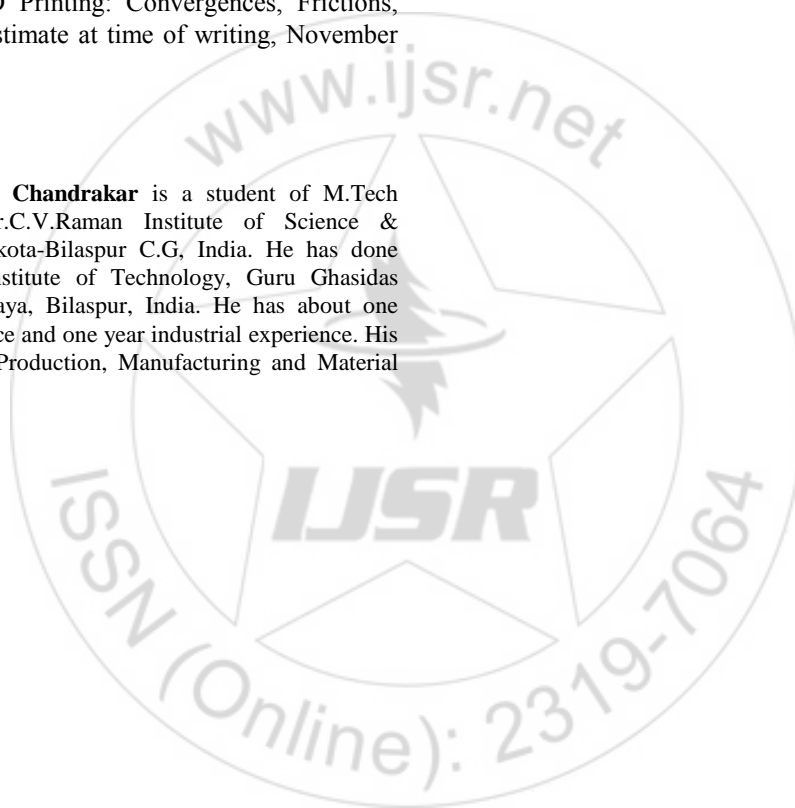 Printing: Convergences, Frictions,
stimate at time of writing, November
www.ijsr.net
Chandrakar is a student of M.Tech
r.C.V.Raman Institute of Science &
kota-Bilaspur C.G, India. He has done
stitute of Technology, Guru Ghasidas
aya, Bilaspur, India. He has about one
ce and one year industrial experience. His
Production, Manufacturing and Material
IJSR
ISSN (Online): 2319-7064